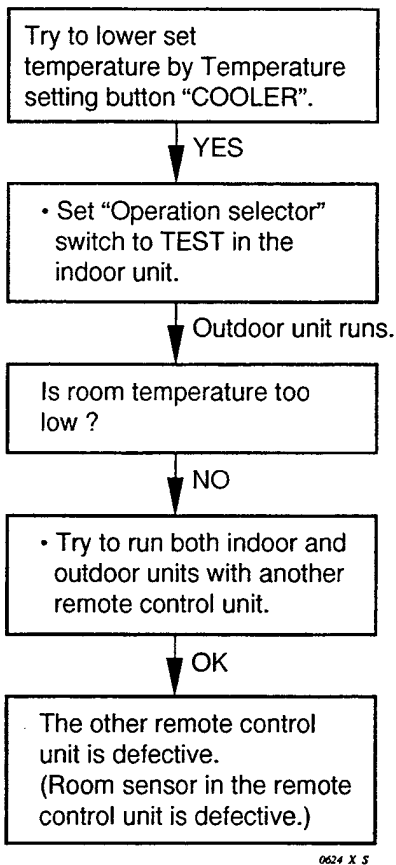 Try to lower set
temperature by Temperature
setting button “COOLER”.
YES
• Set “Operation selector”
switch to TEST in the
indoor unit.
Outdoor unit runs.
Is room temperature too
low ?
NO
• Try to run both indoor and
outdoor units with another
remote control unit.
OK
The other remote control
unit is defective.
(Room sensor in the remote
control unit is defective.)
0624 X S